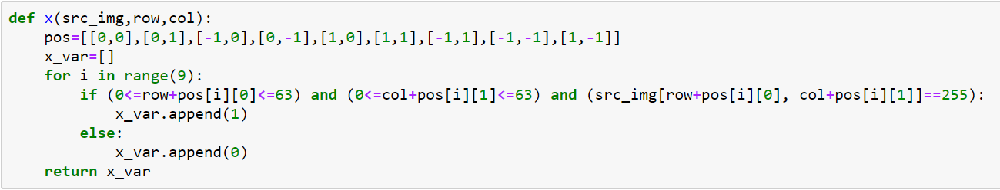 def x(src_img,row,col):
    pos=[[0,0],[0,1],[-1,0],[0,-1],[1,0],[1,1],[-1,1],[-1,-1],[1,-1]]
    x_var=[]
    for i in range(9):
        if (0<=row+pos[i][0]<=63) and (0<=col+pos[i][1]<=63) and (src_img[row+pos[i][0], col+pos[i][1]]==255):
            x_var.append(1)
        else:
            x_var.append(0)
    return x_var